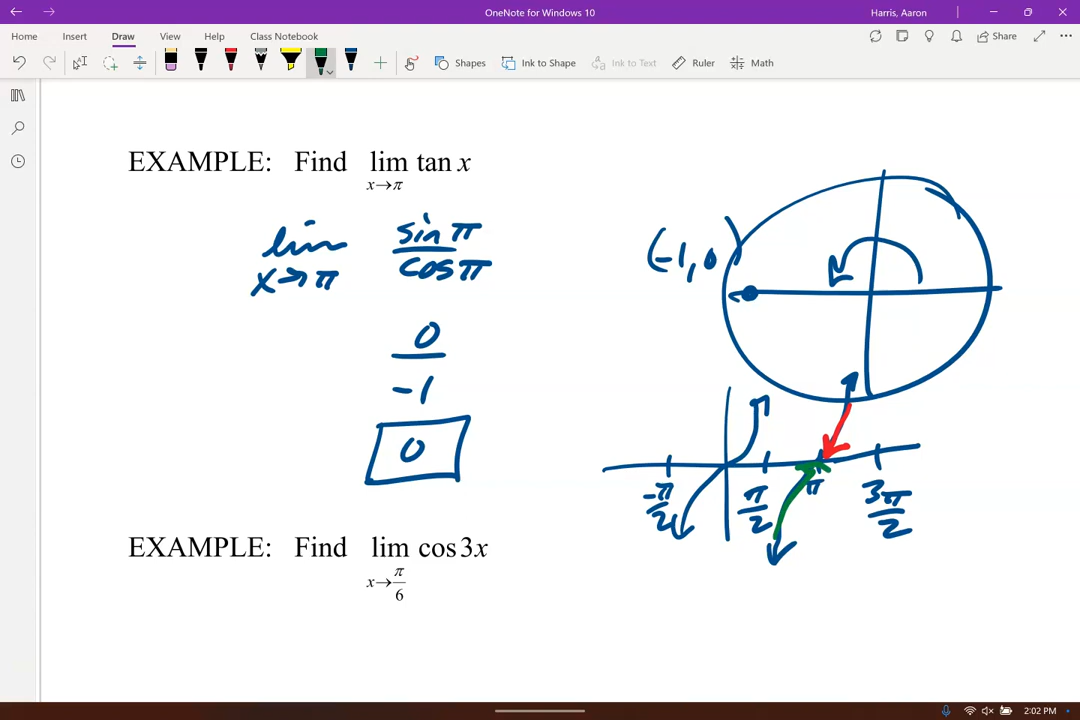 OneNote for Windows 10
Harris, Aaron
Home Insert Draw View Help Class Notebook
Share
Shapes Ink to Shape Ink to Text Ruler Math
EXAMPLE: Find lim tan x
x→π
lim sin π
x→π cos π
0
-1
0
(-1,0)
-π/2 π/2 π 3π/2
EXAMPLE: Find lim cos 3x
x→π/6
2:02 PM